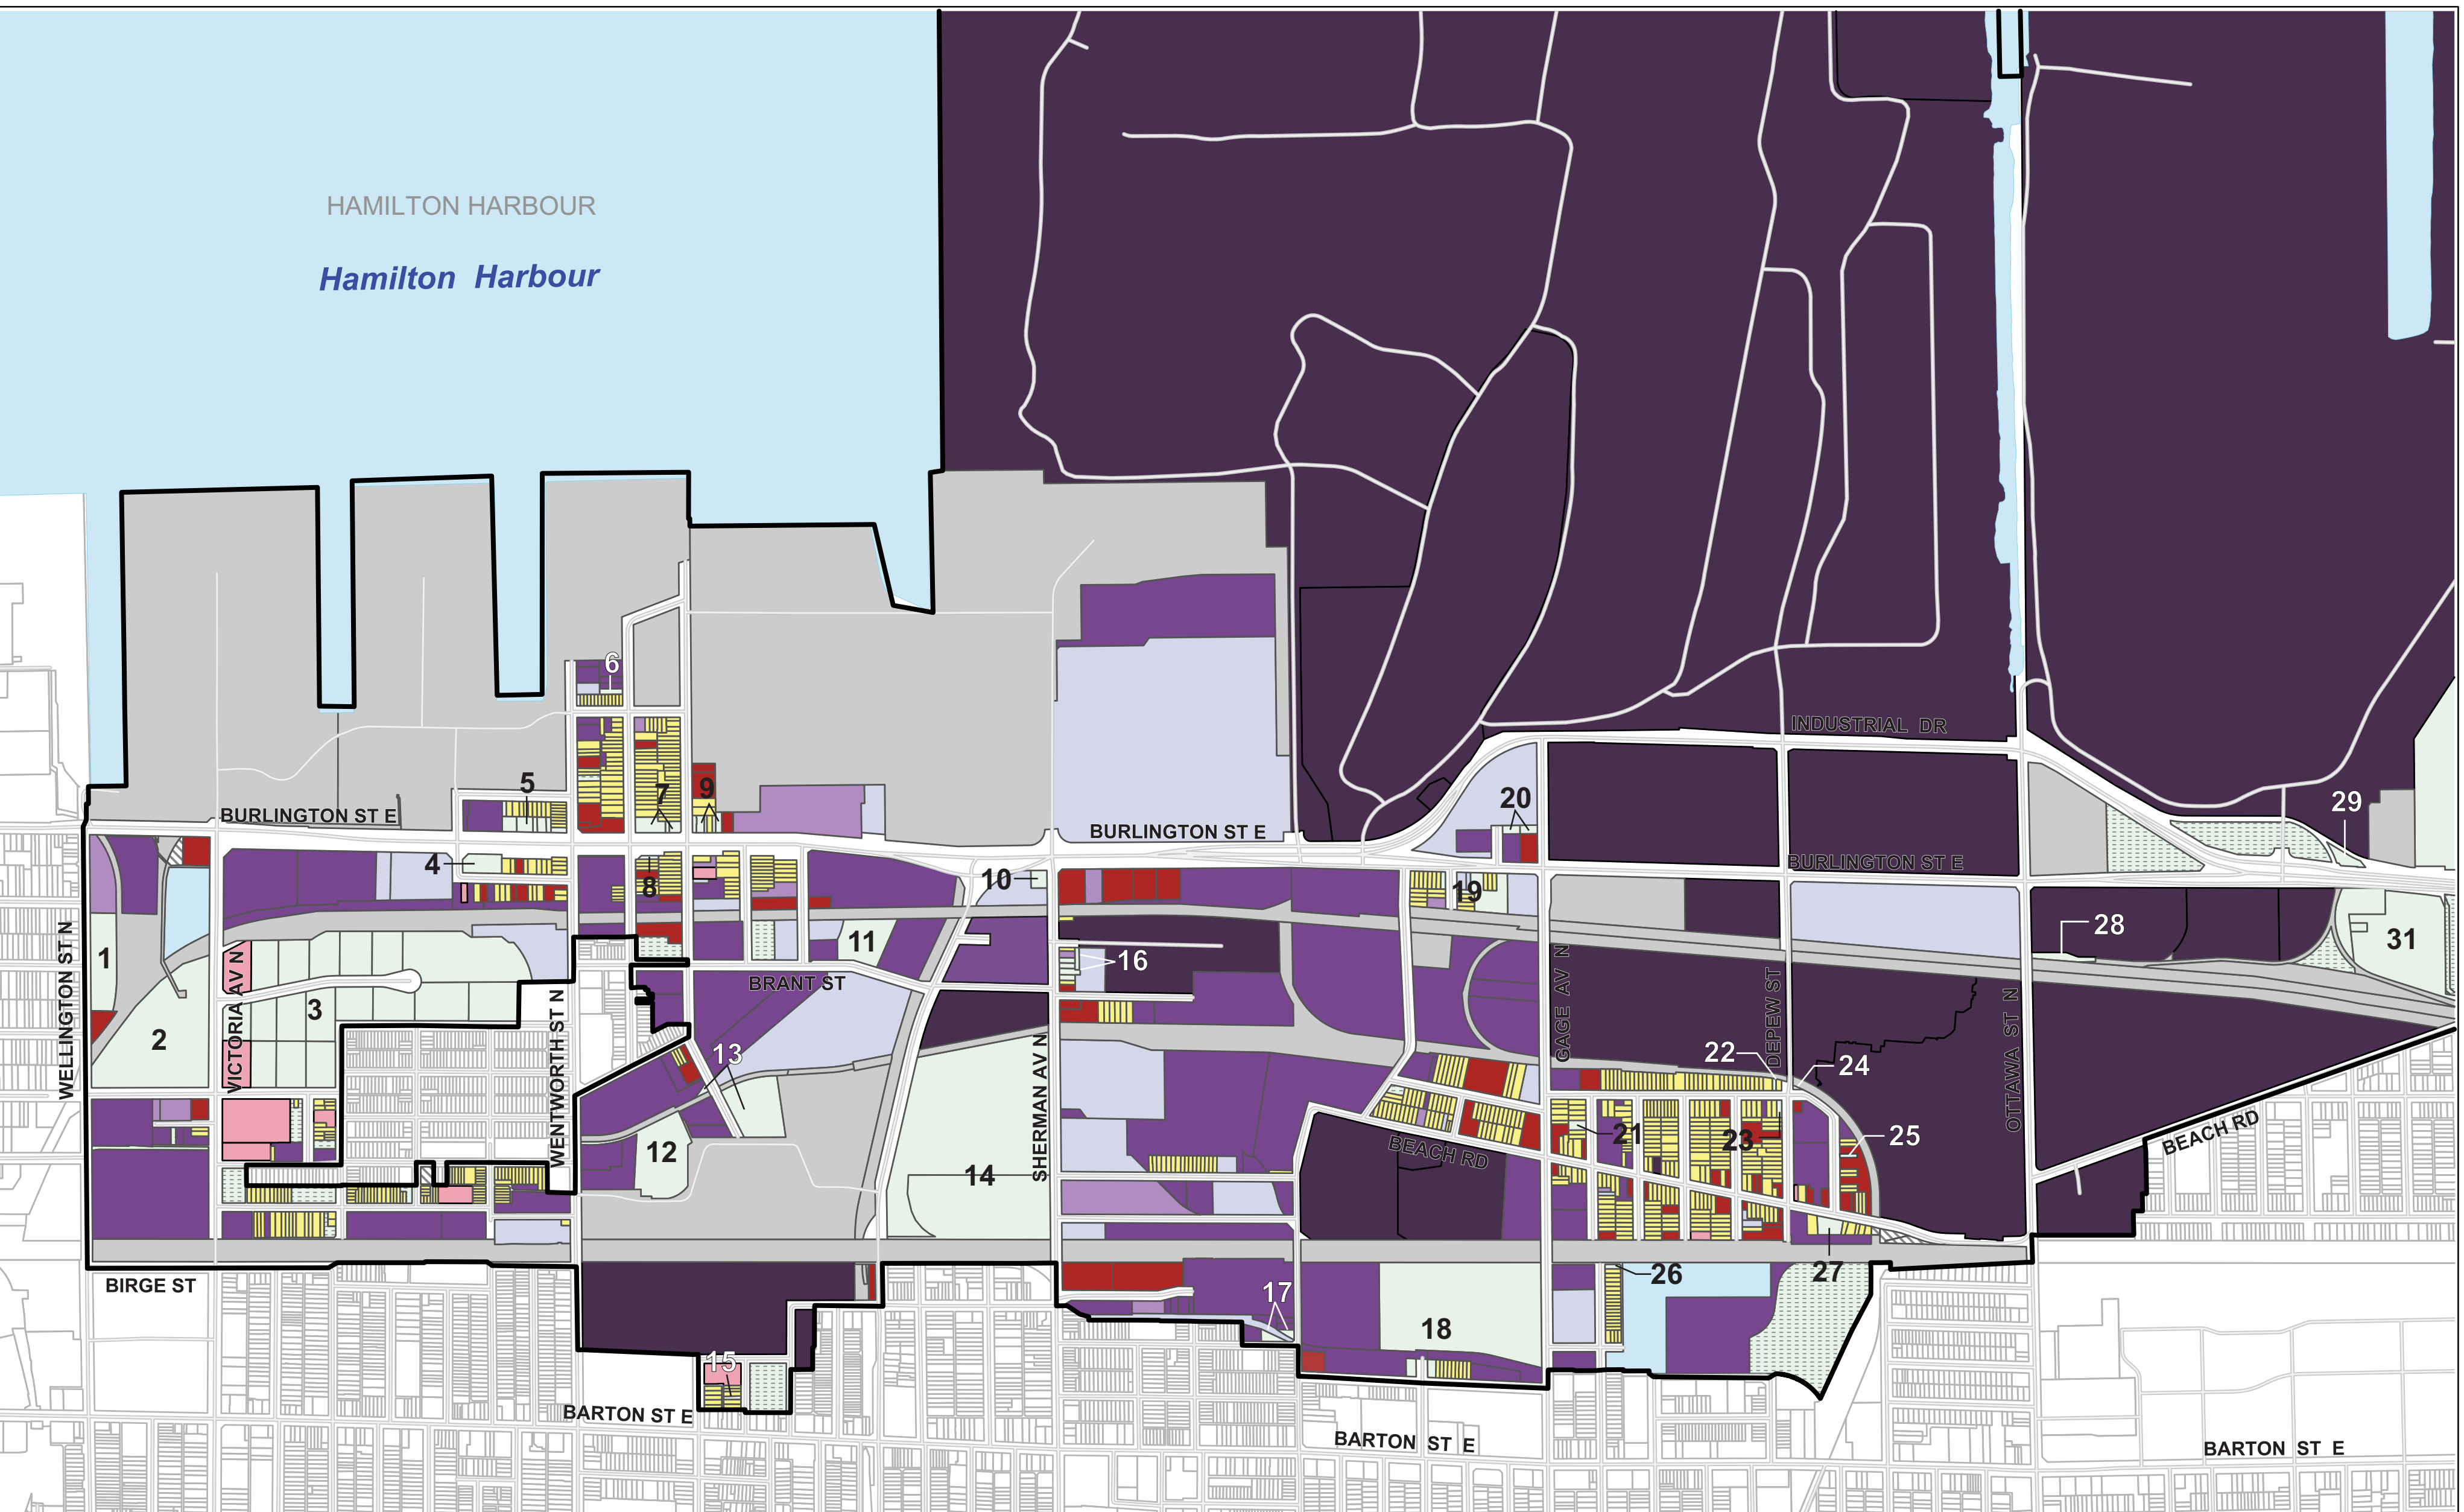 HAMILTON HARBOUR
Hamilton Harbour
6
INDUSTRIAL DR
5
7
9
20
29
BURLINGTON ST E
BURLINGTON ST E
BURLINGTON ST E
4
8
10
19
28
1
11
16
31
WELLINGTON ST N
VICTORIA AV N
2
3
BRANT ST
WENTWORTH ST N
SHERMAN AV N
GAGE AV N
DEPEW ST
OTTAWA ST N
13
22
24
12
14
BEACH RD
21
23
25
BEACH RD
BIRGE ST
17
26
27
18
15
BARTON ST E
BARTON ST E
BARTON ST E